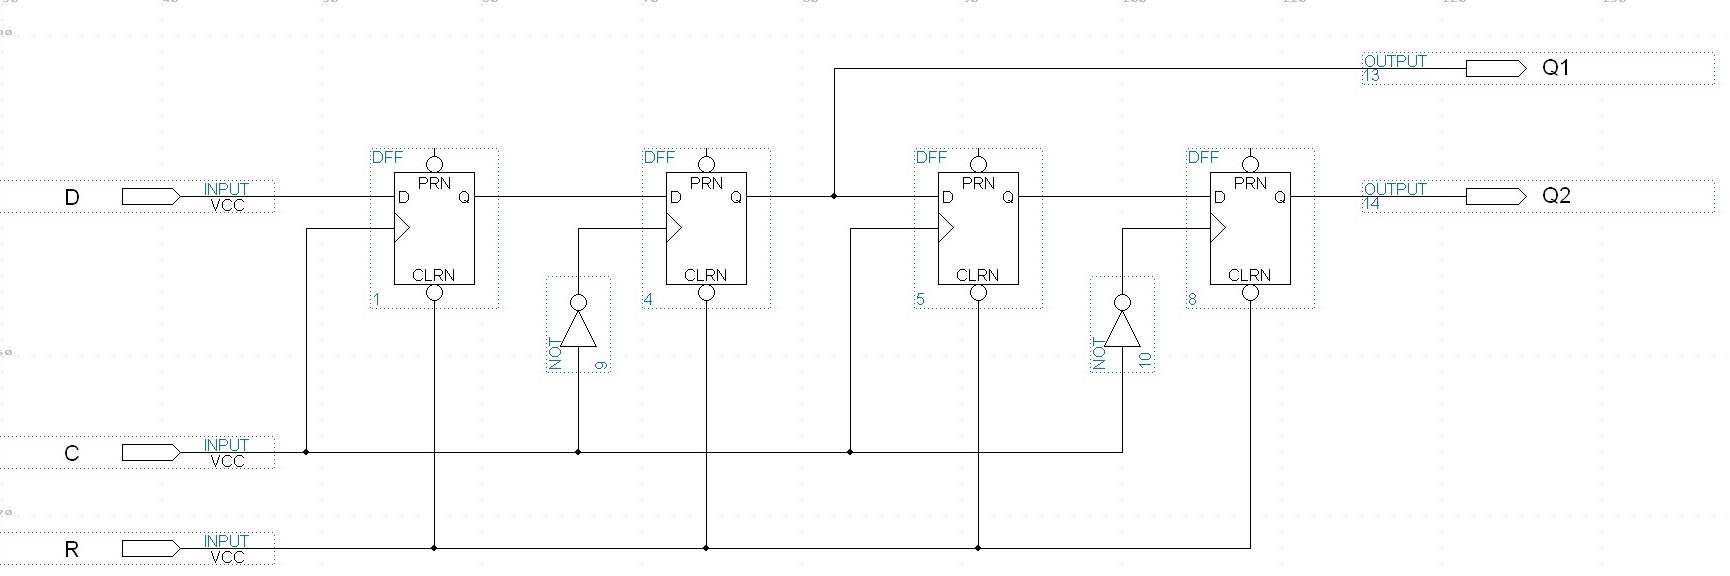 OUTPUT
13
Q1
DFF
PRN
D
Q
CLRN
1
DFF
PRN
D
Q
CLRN
4
DFF
PRN
D
Q
CLRN
5
DFF
PRN
D
Q
CLRN
8
D
INPUT
VCC
OUTPUT
14
Q2
NOT
9
NOT
10
C
INPUT
VCC
R
INPUT
VCC